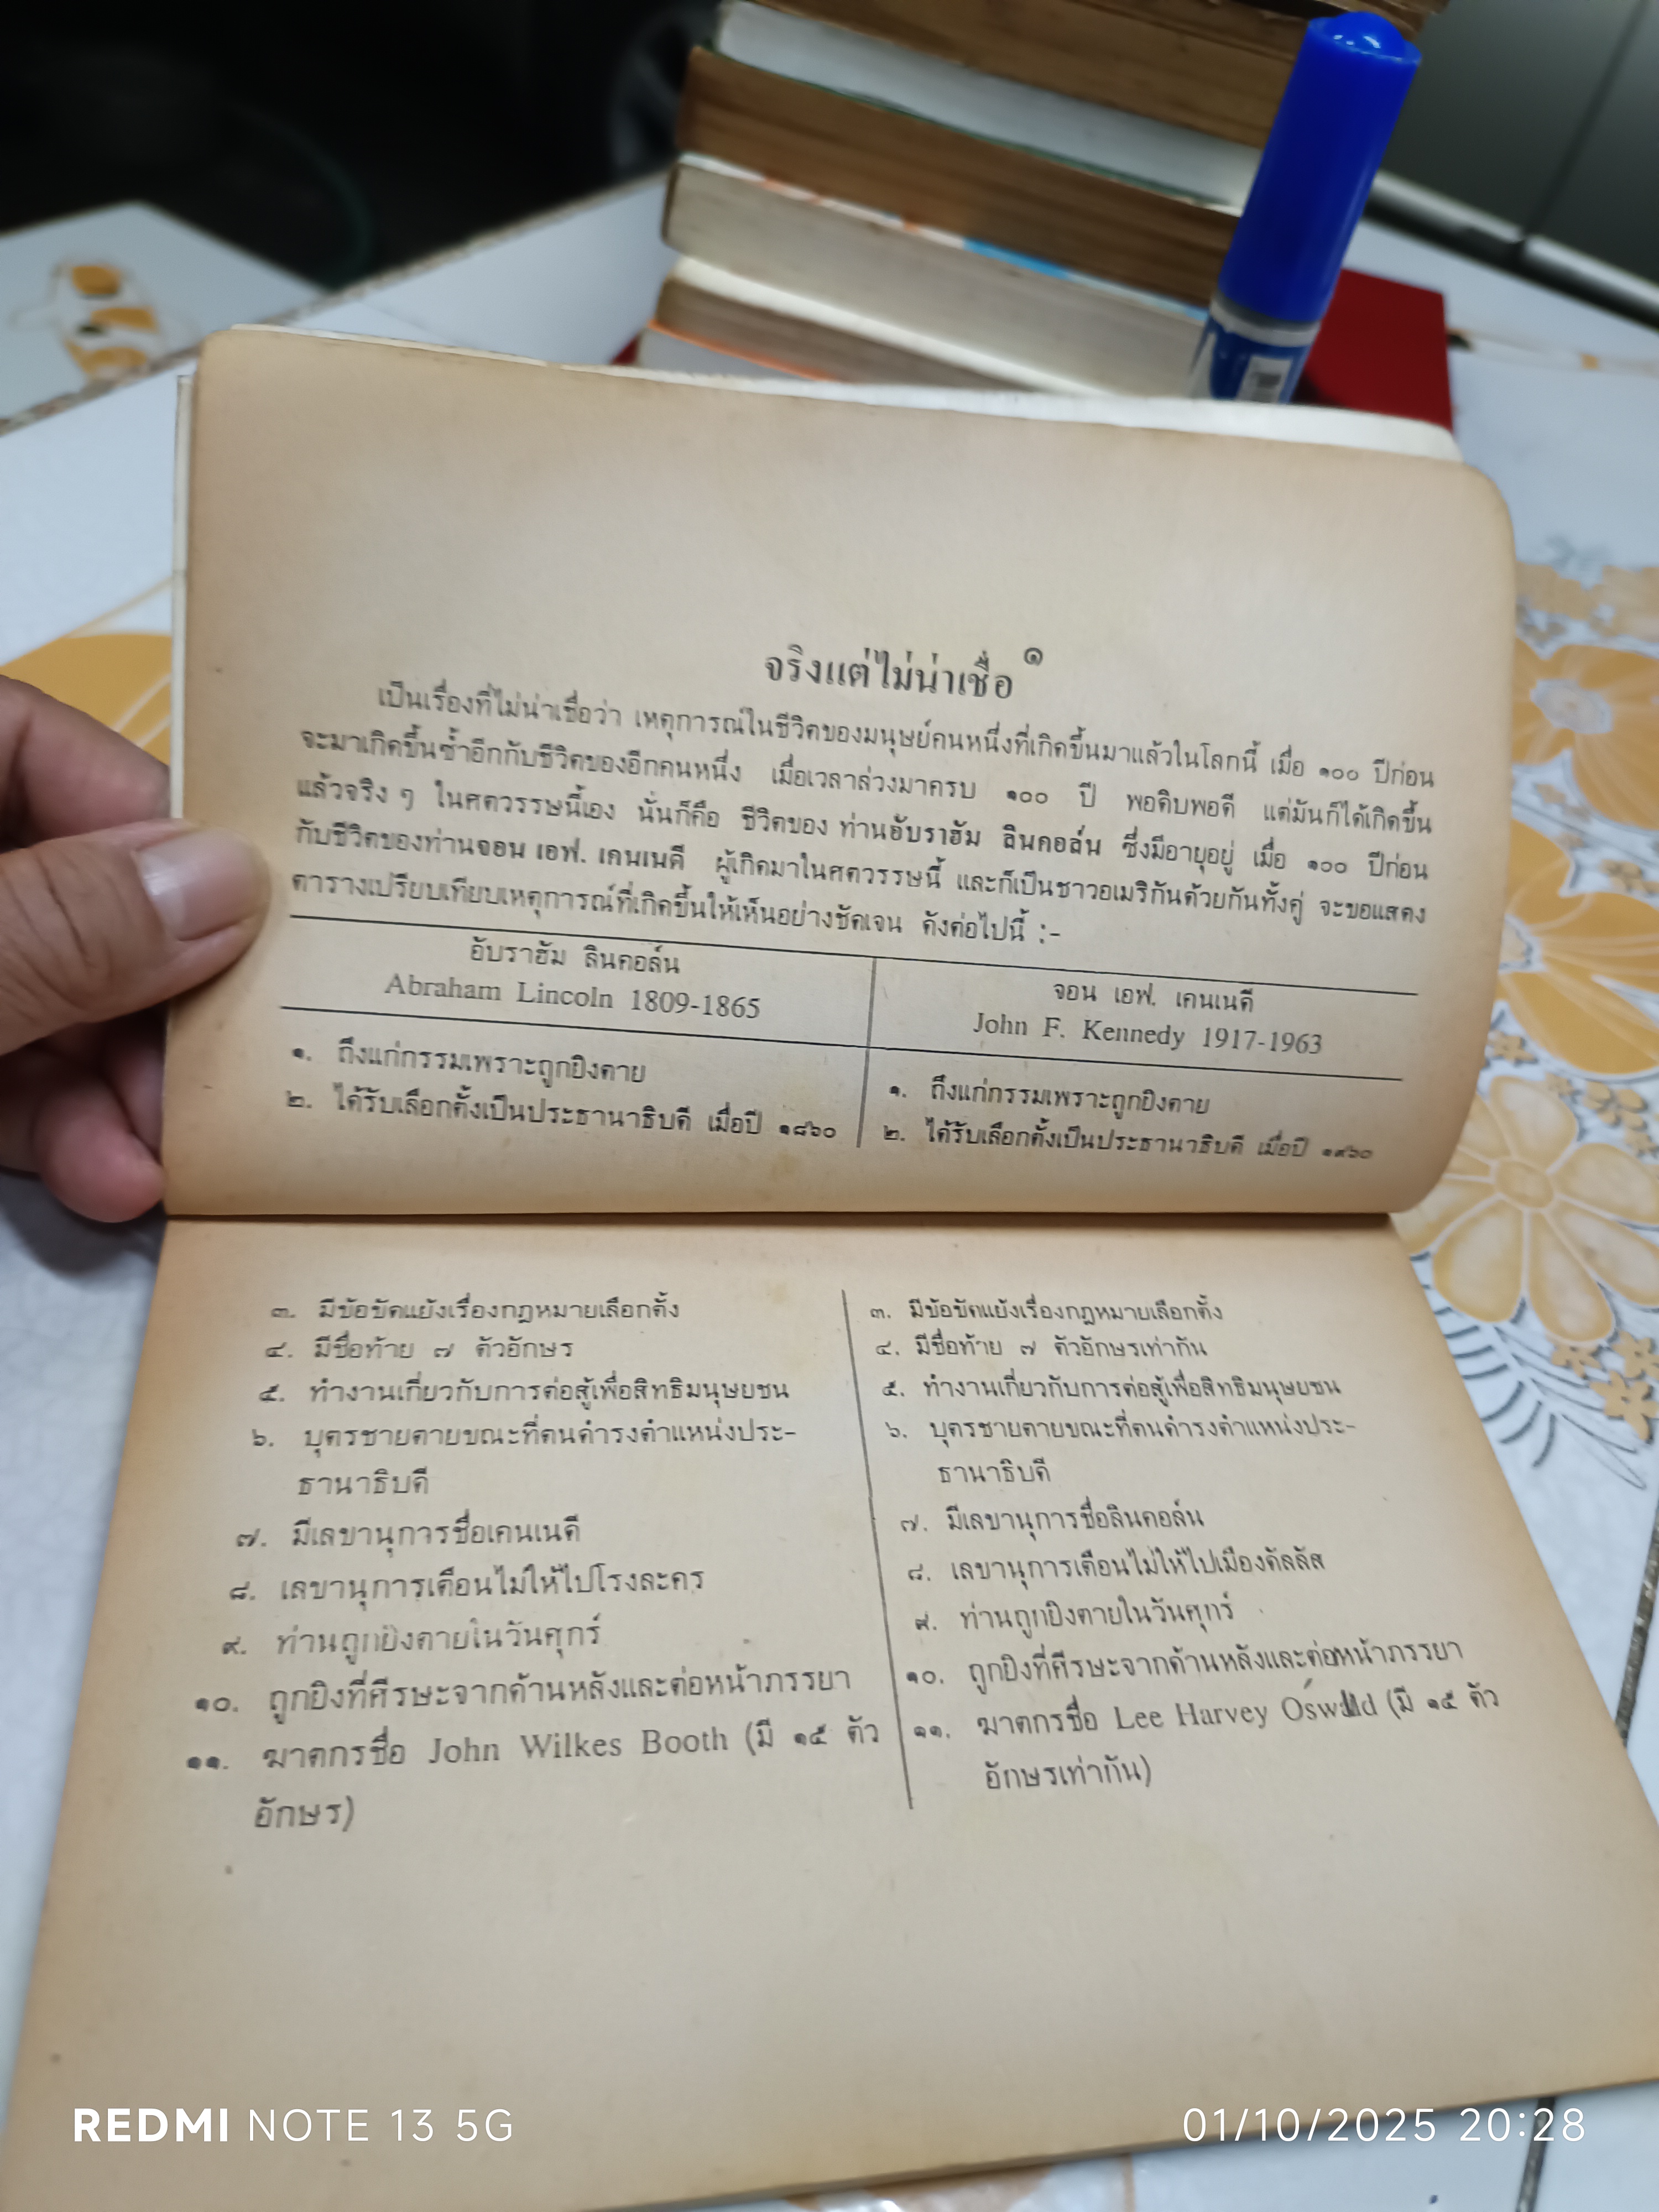 จริงแต่ไม่น่าเชื่อ ๑
เป็นเรื่องที่ไม่น่าเชื่อว่า เหตุการณ์ในชีวิตของมนุษย์คนหนึ่งที่เกิดขึ้นมาแล้วในโลกนี้ เมื่อ ๑๐๐ ปีก่อน
จะมาเกิดขึ้นซ้ำอีกกับชีวิตของอีกคนหนึ่ง เมื่อเวลาล่วงมาครบ ๑๐๐ ปี พอดิบพอดี แต่มันก็ได้เกิดขึ้น
แล้วจริง ๆ ในศตวรรษนี้เอง นั่นก็คือ ชีวิตของ ท่านอับราฮัม ลินคอล์น ซึ่งมีอายุอยู่ เมื่อ ๑๐๐ ปีก่อน
กับชีวิตของท่านจอน เอฟ. เคนเนดี ผู้เกิดมาในศตวรรษนี้ และก็เป็นชาวอเมริกันด้วยกันทั้งคู่ จะขอแสดง
ตารางเปรียบเทียบเหตุการณ์ที่เกิดขึ้นให้เห็นอย่างชัดเจน ดังต่อไปนี้ :-
อับราฮัม ลินคอล์น
Abraham Lincoln 1809-1865
๑. ถึงแก่กรรมเพราะถูกยิงตาย
๒. ได้รับเลือกตั้งเป็นประธานาธิบดี เมื่อปี ๑๘๖๐
จอน เอฟ. เคนเนดี
John F. Kennedy 1917-1963
๑. ถึงแก่กรรมเพราะถูกยิงตาย
๒. ได้รับเลือกตั้งเป็นประธานาธิบดี เมื่อปี ๑๙๖๐
๓. มีข้อขัดแย้งเรื่องกฎหมายเลือกตั้ง
๔. มีชื่อท้าย ๗ ตัวอักษร
๕. ทำงานเกี่ยวกับการต่อสู้เพื่อสิทธิมนุษยชน
๖. บุตรชายตายขณะที่ตนดำรงตำแหน่งประ-
ธานาธิบดี
๗. มีเลขานุการชื่อเคนเนดี
๘. เลขานุการเตือนไม่ให้ไปโรงละคร
๙. ท่านถูกยิงตายในวันศุกร์
๑๐. ถูกยิงที่ศีรษะจากด้านหลังและต่อหน้าภรรยา
๑๑. ฆาตกรชื่อ John Wilkes Booth (มี ๑๕ ตัว
อักษร)
๓. มีข้อขัดแย้งเรื่องกฎหมายเลือกตั้ง
๔. มีชื่อท้าย ๗ ตัวอักษรเท่ากัน
๕. ทำงานเกี่ยวกับการต่อสู้เพื่อสิทธิมนุษยชน
๖. บุตรชายตายขณะที่ตนดำรงตำแหน่งประ-
ธานาธิบดี
๗. มีเลขานุการชื่อลินคอล์น
๘. เลขานุการเตือนไม่ให้ไปเมืองดัลลัส
๙. ท่านถูกยิงตายในวันศุกร์
๑๐. ถูกยิงที่ศีรษะจากด้านหลังและต่อหน้าภรรยา
๑๑. ฆาตกรชื่อ Lee Harvey Oswald (มี ๑๕ ตัว
อักษรเท่ากัน)
REDMI NOTE 13 5G
01/10/2025 20:28